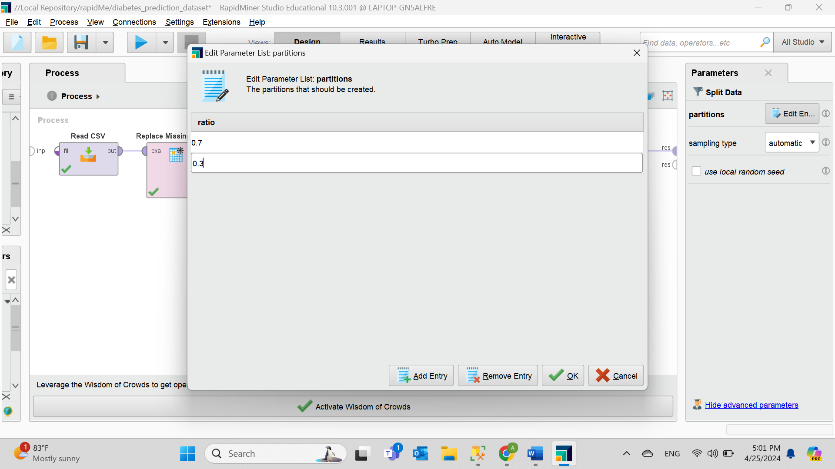 //Local Repository/rapidMe/diabetes_prediction_dataset* - RapidMiner Studio Educational 10.3.001 @ LAPTOP-GN5ALFRE
File Edit Process View Connections Settings Extensions Help
Views: Design Results Turbo Prep Auto Model Interactive
Find data, operators...etc
All Studio
ory
Process
Process
Process
Read CSV
Replace Missin
inp
fil
out
exa
res
res
rs
Edit Parameter List: partitions
Edit Parameter List: partitions
The partitions that should be created.
ratio
0.7
0.3
Add Entry
Remove Entry
OK
Cancel
Parameters
Split Data
partitions
Edit En...
sampling type
automatic
use local random seed
Hide advanced parameters
Leverage the Wisdom of Crowds to get ope
Activate Wisdom of Crowds
1
83°F
Mostly sunny
Search
1
ENG
5:01 PM
4/25/2024
PRE